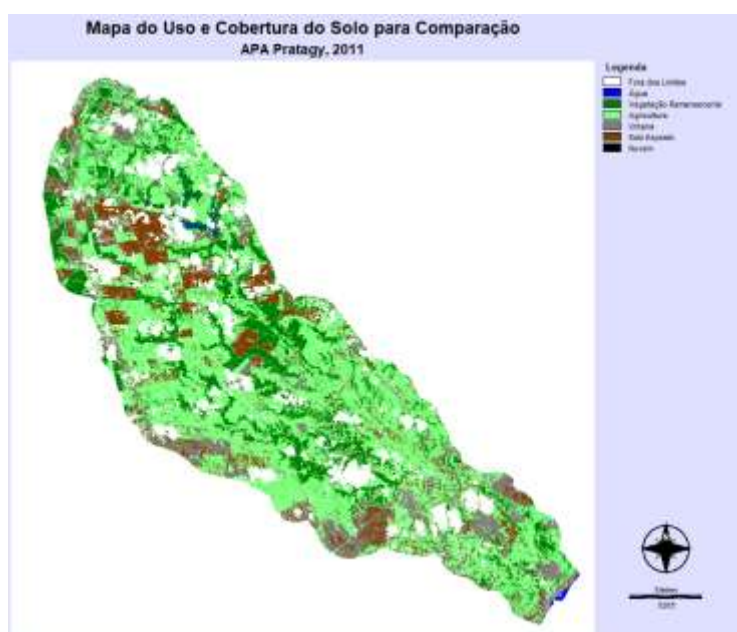 Mapa do Uso e Cobertura do Solo para Comparação
APA Pratagy, 2011
Legenda
Fora dos Limites
Água
Vegetação Remanescente
Agricultura
Urbana
Solo Exposto
Nuvem